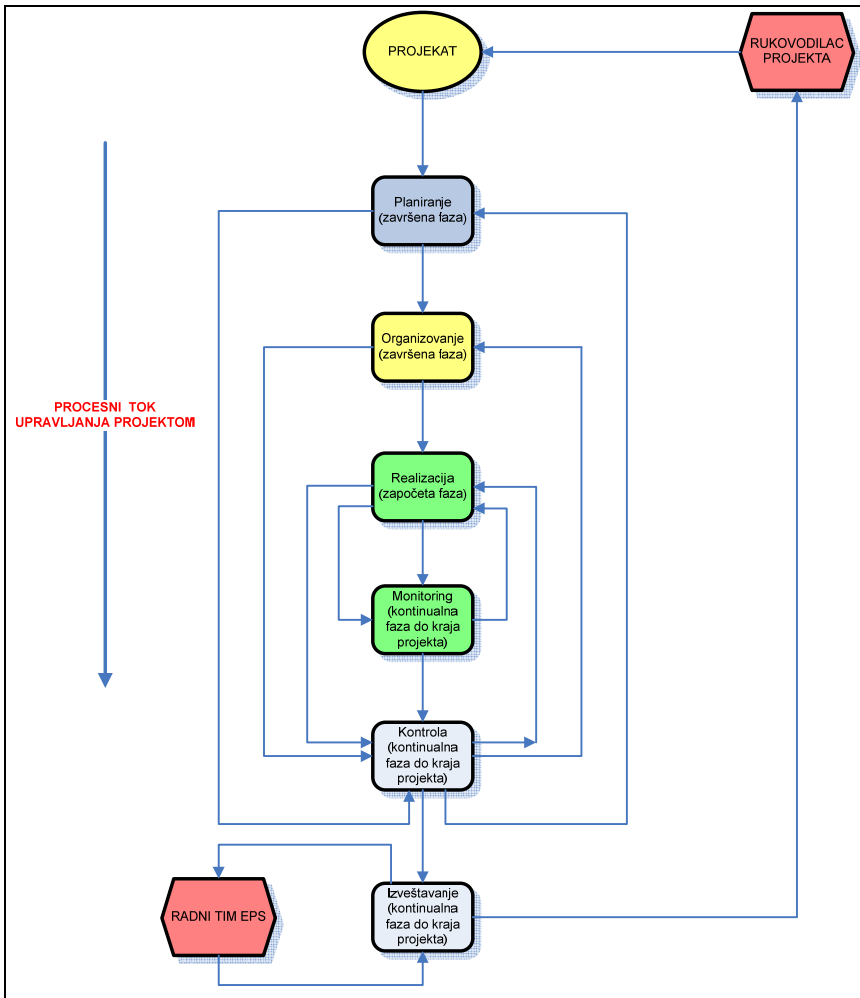 PROJEKAT
RUKOVODILAC
PROJEKTA
Planiranje
(završena faza)
Organizovanje
(završena faza)
PROCESNI TOK
UPRAVLJANJA PROJEKTOM
Realizacija
(započeta faza)
Monitoring
(kontinualna
faza do kraja
projekta)
Kontrola
(kontinualna
faza do kraja
projekta)
RADNI TIM EPS
Izveštavanje
(kontinualna
faza do kraja
projekta)